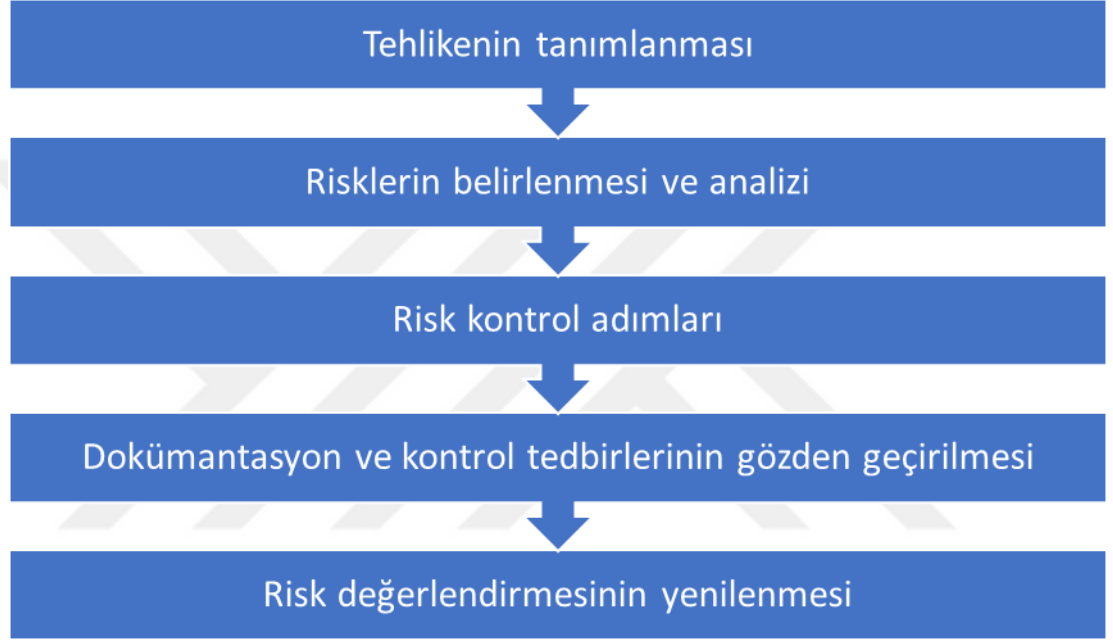 Tehlikenin tanımlanması
Risklerin belirlenmesi ve analizi
Risk kontrol adımları
Dokümantasyon ve kontrol tedbirlerinin gözden geçirilmesi
Risk değerlendirmesinin yenilenmesi